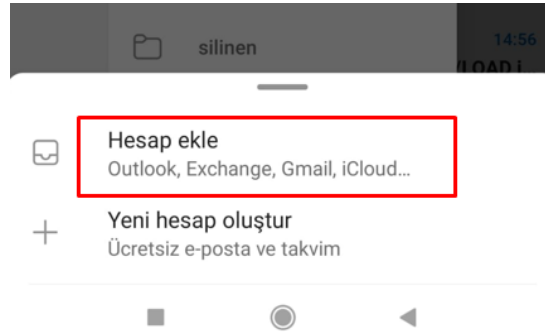 silinen
14:56
Hesap ekle
Outlook, Exchange, Gmail, iCloud...
Yeni hesap oluştur
Ücretsiz e-posta ve takvim